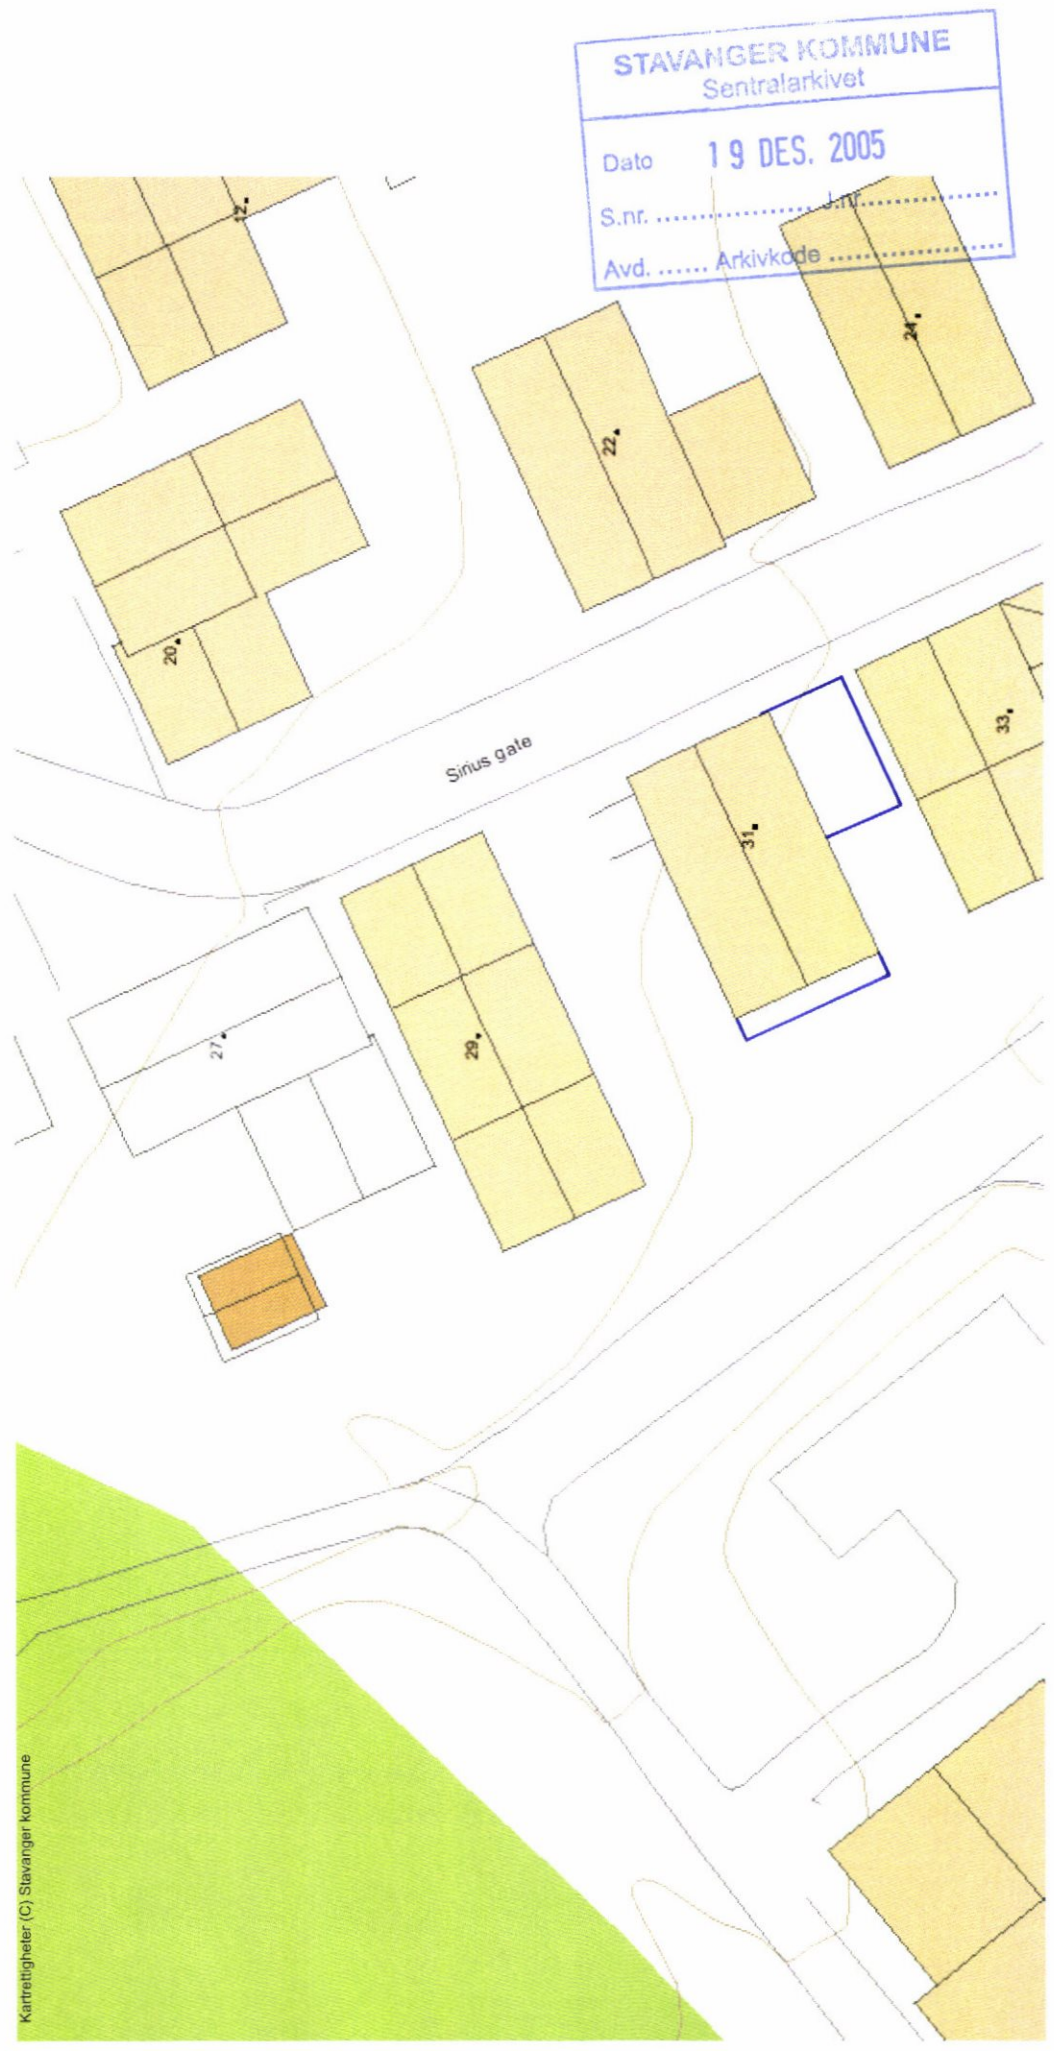 STAVANGER KOMMUNE
Sentralarkivet
Dato 19 DES. 2005
S.nr. .................... J.nr....................
Avd. ...... Arkivkode ......................
12
24
22
20
Sirius gate
33
31
27
29
Kartrettigheter (C) Stavanger kommune